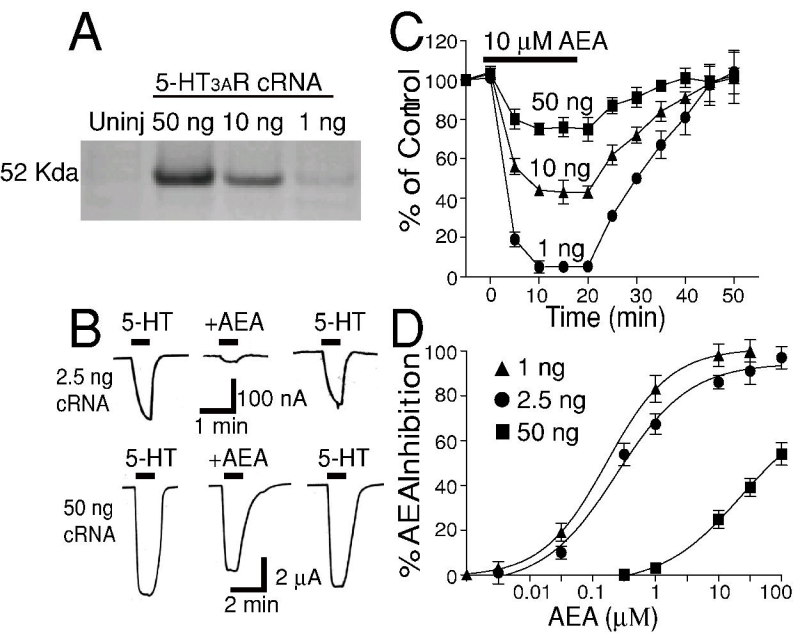 A
5-HT3AR cRNA
Uninj 50 ng 10 ng 1 ng
52 Kda
B
5-HT +AEA 5-HT
2.5 ng
cRNA
100 nA
1 min
5-HT +AEA 5-HT
50 ng
cRNA
2 μA
2 min
C
10 μM AEA
% of Control
120
100
80
60
40
20
0
50 ng
10 ng
1 ng
0 10 20 30 40 50
Time (min)
D
% AEA Inhibition
100
80
60
40
20
0
1 ng
2.5 ng
50 ng
0.01 0.1 1 10 100
AEA (μM)